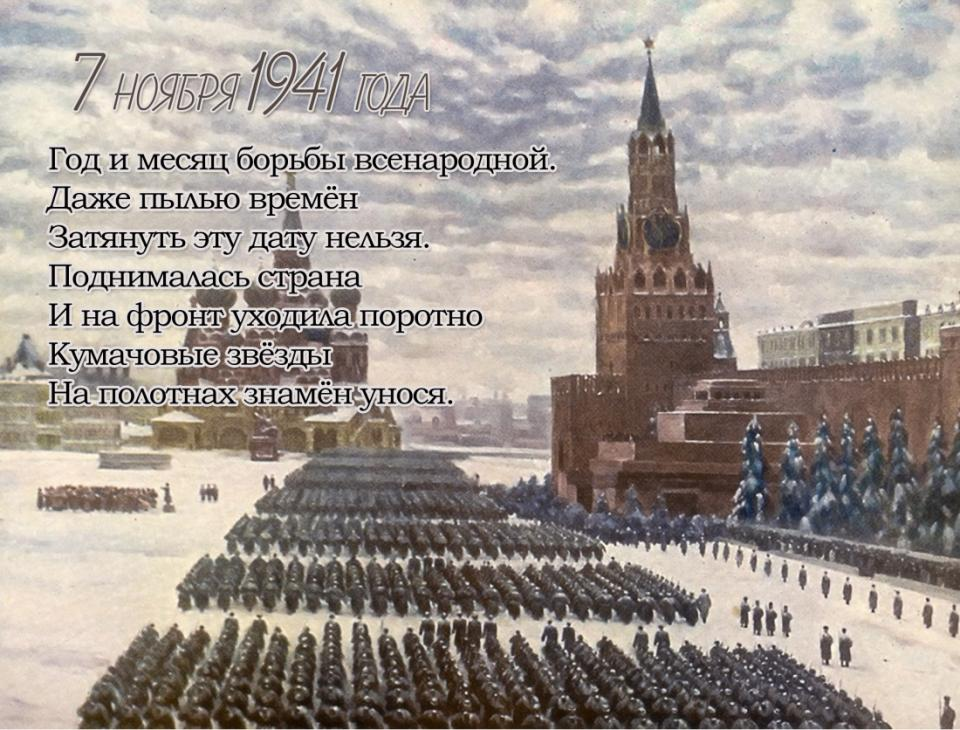 7 НОЯБРЯ 1941 ГОДА
Год и месяц борьбы всенародной.
Даже пылью времён
Затянуть эту дату нельзя.
Поднималась страна
И на фронт уходила поротно
Кумачовые звёзды
На полотнах знамён унося.